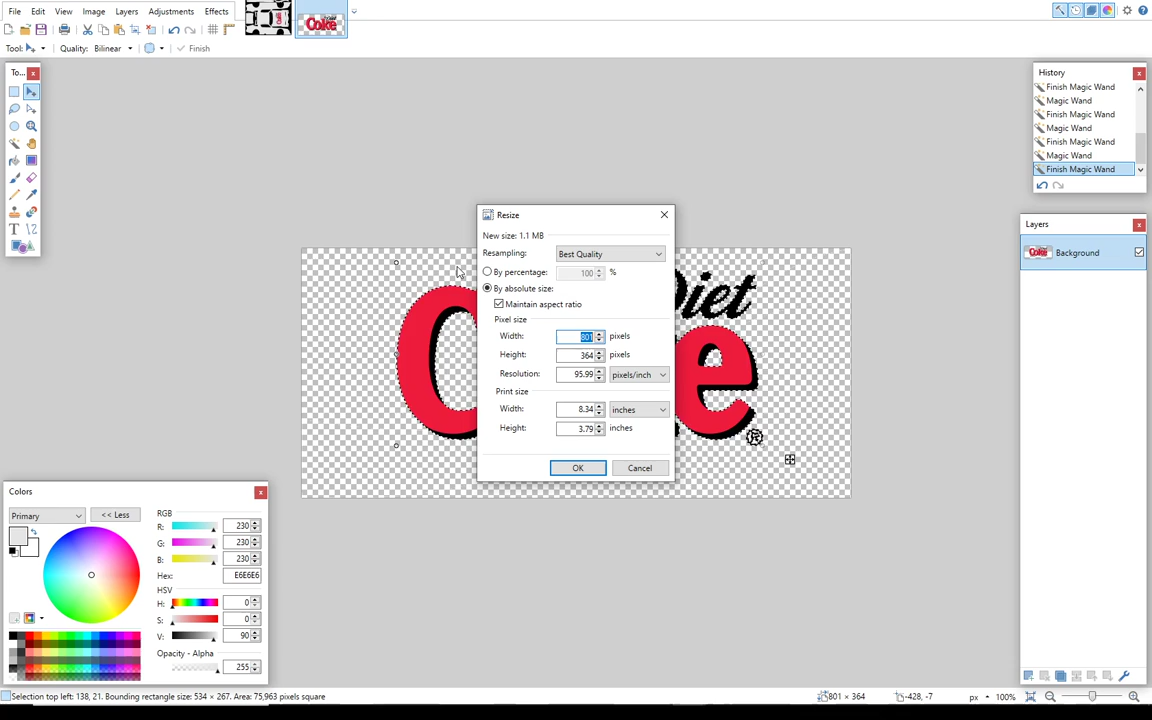 File Edit View Image Layers Adjustments Effects
Tool: Quality: Bilinear Finish
To...
History
Finish Magic Wand
Magic Wand
Finish Magic Wand
Magic Wand
Finish Magic Wand
Magic Wand
Finish Magic Wand
Layers
Background
Resize
New size: 1.1 MB
Resampling: Best Quality
By percentage: 100 %
By absolute size:
Maintain aspect ratio
Pixel size
Width: 801 pixels
Height: 364 pixels
Resolution: 95.99 pixels/inch
Print size
Width: 8.34 inches
Height: 3.79 inches
OK Cancel
Diet
C e ®
Colors
Primary << Less
RGB
R: 230
G: 230
B: 230
Hex: E6E6E6
HSV
H: 0
S: 0
V: 90
Opacity - Alpha
255
Selection top left: 138, 21. Bounding rectangle size: 534 × 267. Area: 75,963 pixels square 801 × 364 -428, -7 px 100%